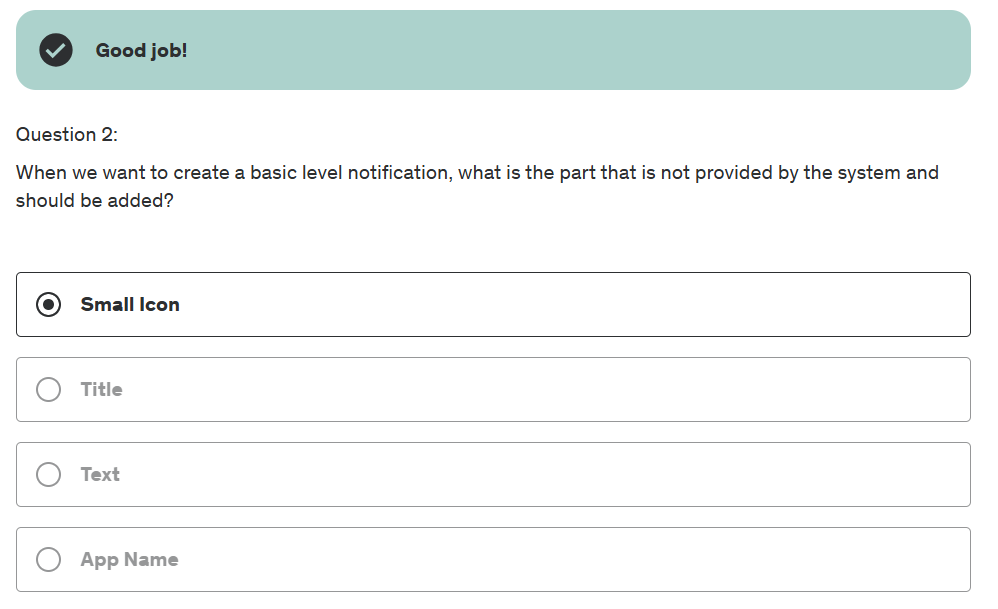 Good job!
Question 2:
When we want to create a basic level notification, what is the part that is not provided by the system and
should be added?
Small Icon
Title
Text
App Name